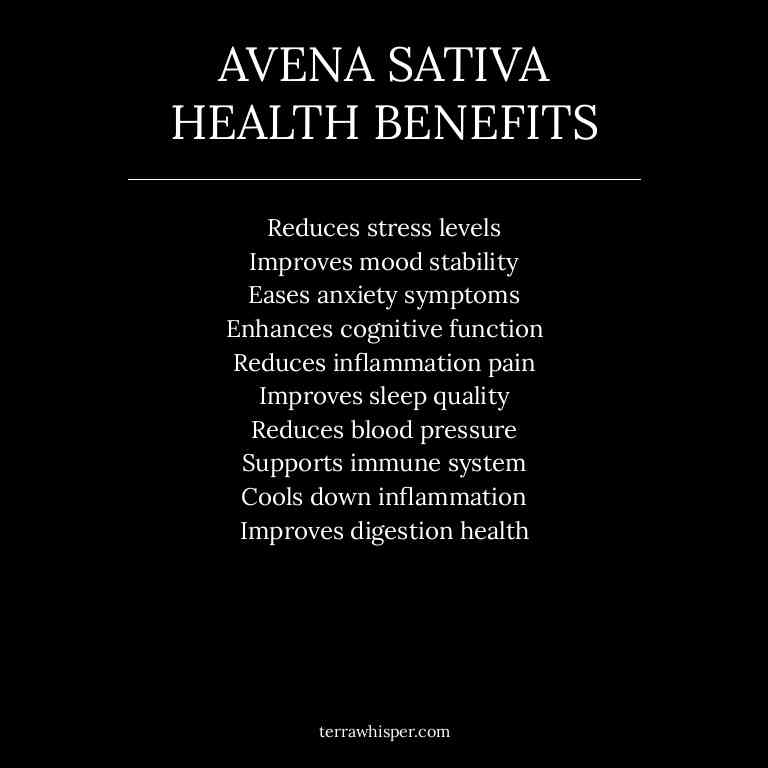 AVENA SATIVA
HEALTH BENEFITS
Reduces stress levels
Improves mood stability
Eases anxiety symptoms
Enhances cognitive function
Reduces inflammation pain
Improves sleep quality
Reduces blood pressure
Supports immune system
Cools down inflammation
Improves digestion health
terrawhisper.com